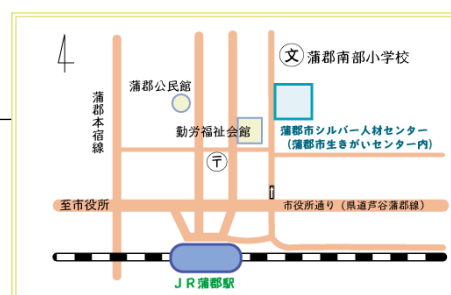 文 蒲郡南部小学校
蒲郡公民館
蒲郡本宿線
勤労福祉会館
蒲郡市シルバー人材センター
（蒲郡市生きがいセンター内）
〒
至市役所
市役所通り（県道芦谷蒲郡線）
ＪＲ蒲郡駅